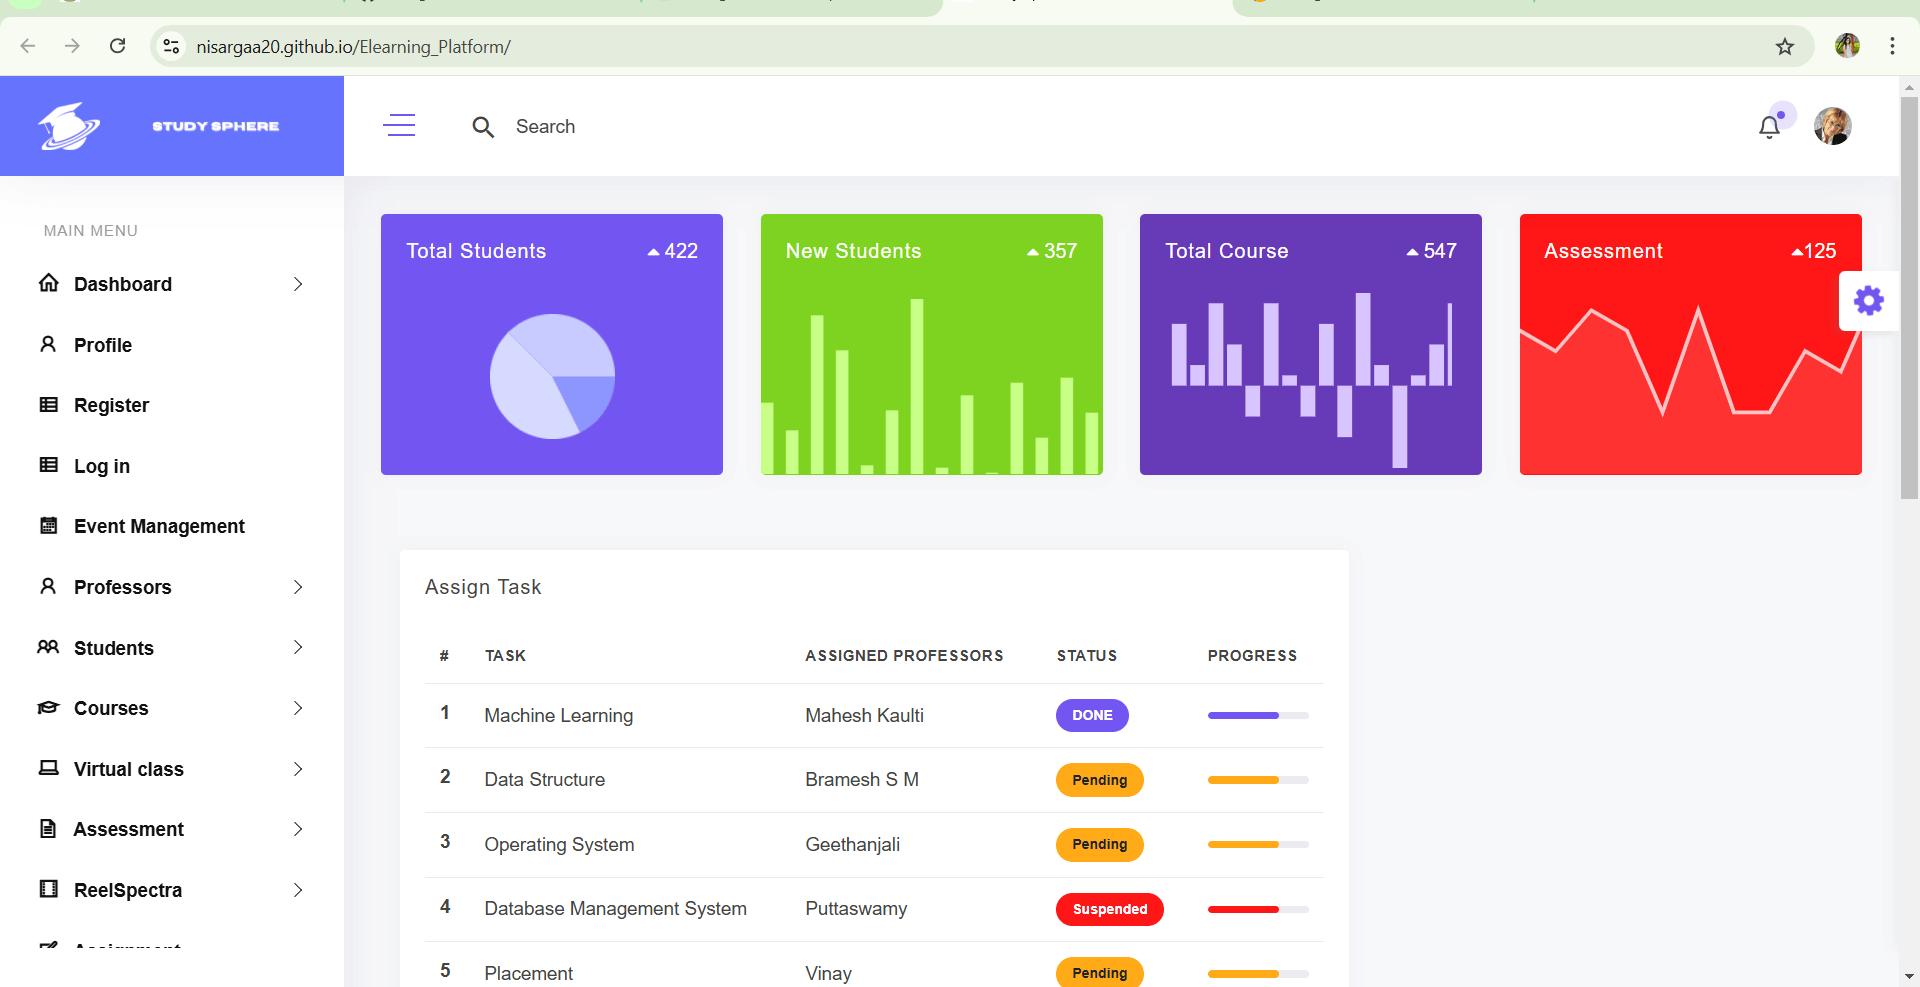 nisargaa20.github.io/Elearning_Platform/
STUDY SPHERE
Search
MAIN MENU
Dashboard
Profile
Register
Log in
Event Management
Professors
Students
Courses
Virtual class
Assessment
ReelSpectra
Total Students 422
New Students 357
Total Course 547
Assessment 125
Assign Task
# TASK ASSIGNED PROFESSORS STATUS PROGRESS
1 Machine Learning Mahesh Kaulti DONE
2 Data Structure Bramesh S M Pending
3 Operating System Geethanjali Pending
4 Database Management System Puttaswamy Suspended
5 Placement Vinay Pending